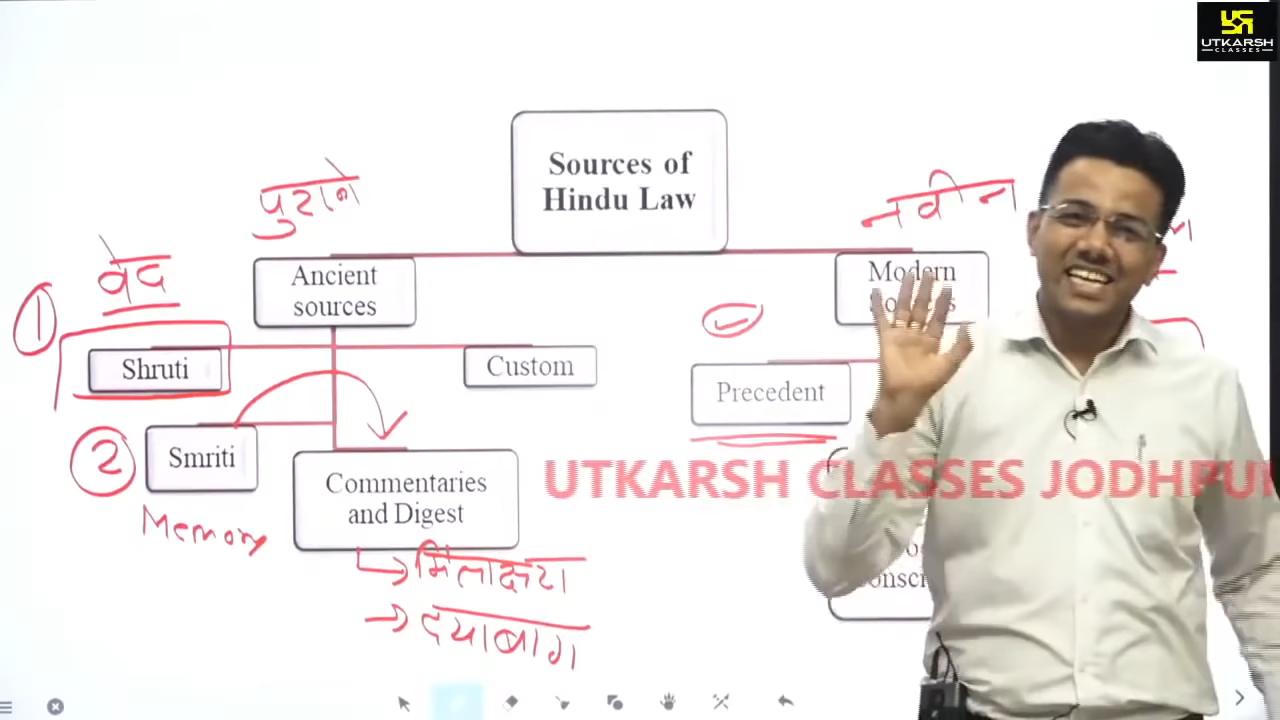 UTKARSH
CLASSES
Sources of
Hindu Law
पुराने
नवीन
वेद
Ancient
sources
Modern
1
Shruti
Custom
Precedent
2
Smriti
Memory
Commentaries
and Digest
UTKARSH CLASSES JODHPUR
मिताक्षरा
दयाबाग